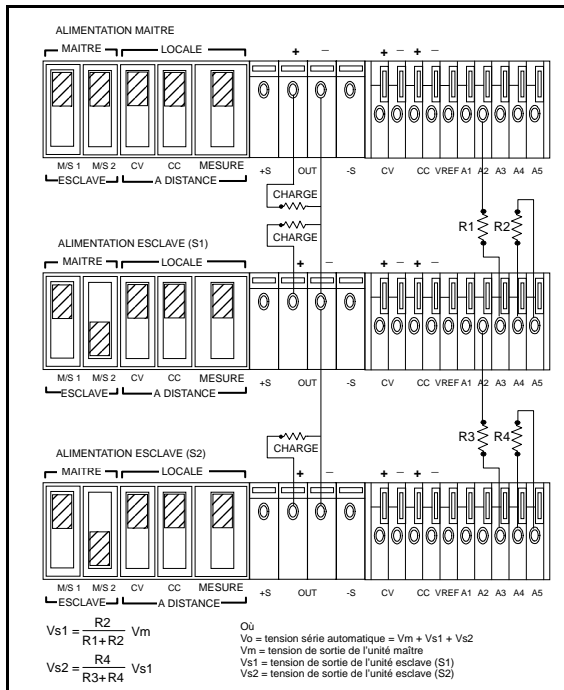 ALIMENTATION MAITRE
MAITRE LOCALE + − + − + −
M/S 1 M/S 2 CV CC MESURE +S OUT -S CV CC VREF A1 A2 A3 A4 A5
ESCLAVE A DISTANCE
CHARGE
R1 R2
CHARGE
ALIMENTATION ESCLAVE (S1)
MAITRE LOCALE + − + − + −
M/S 1 M/S 2 CV CC MESURE +S OUT -S CV CC VREF A1 A2 A3 A4 A5
ESCLAVE A DISTANCE
R3 R4
CHARGE
ALIMENTATION ESCLAVE (S2)
MAITRE LOCALE + − + − + −
M/S 1 M/S 2 CV CC MESURE +S OUT -S CV CC VREF A1 A2 A3 A4 A5
ESCLAVE A DISTANCE
Vs1 = R2 / R1+R2 Vm
Vs2 = R4 / R3+R4 Vs1
Où
Vo = tension série automatique = Vm + Vs1 + Vs2
Vm = tension de sortie de l'unité maître
Vs1 = tension de sortie de l'unité esclave (S1)
Vs2 = tension de sortie de l'unité esclave (S2)